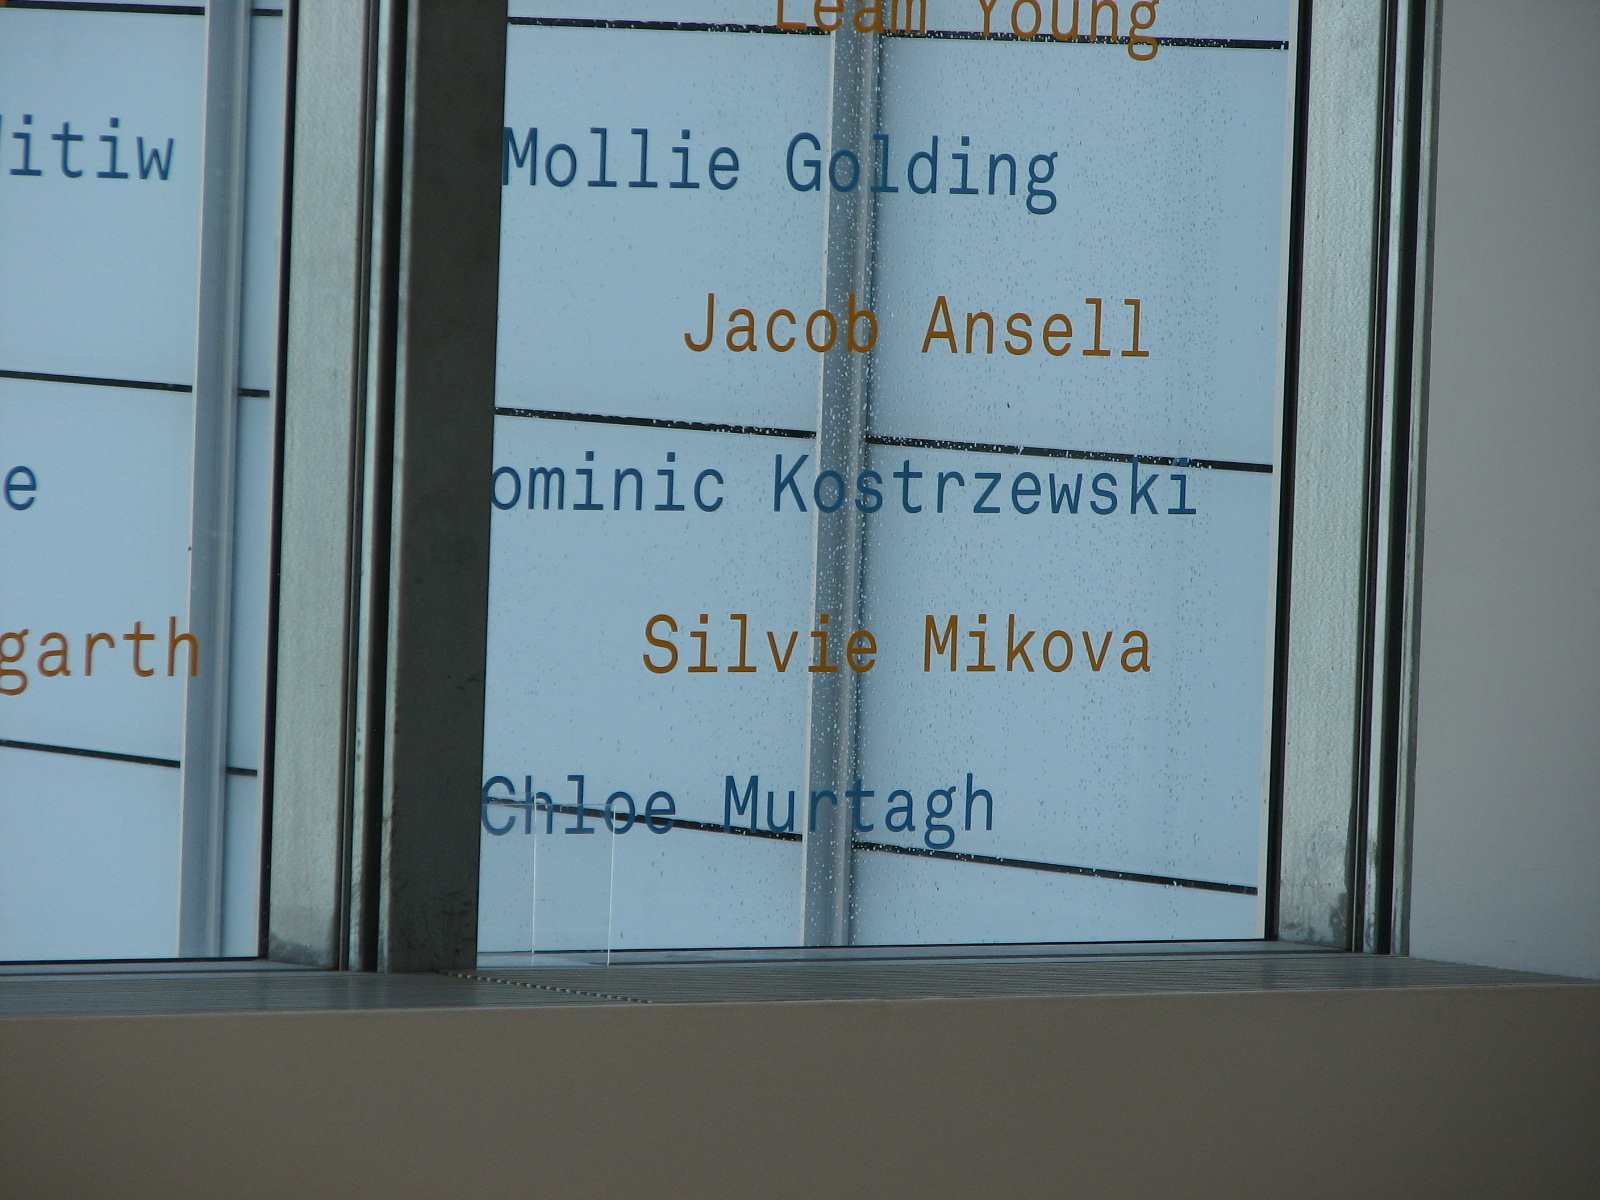 Leam Young
Mollie Golding
Jacob Ansell
ominic Kostrzewski
Silvie Mikova
Chloe Murtagh
itiw
e
garth